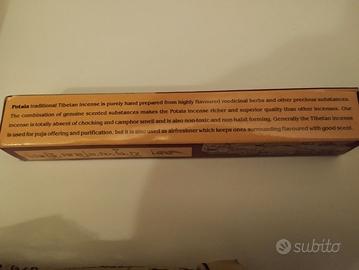 Potala traditional Tibetan incense is purely hand prepared from highly flavoured medicinal herbs and other precious substances.
The combination of genuine scented substances makes the Potala incense richer and superior quality than other incenses. Our
incense is totally absent of chocking and camphor smell and is also non-toxic and non-habit forming. Generally the Tibetan incense
is used for puja offering and purification, but it is also used as airfreshner which keeps ones surrounding flavoured with good scent.
subito